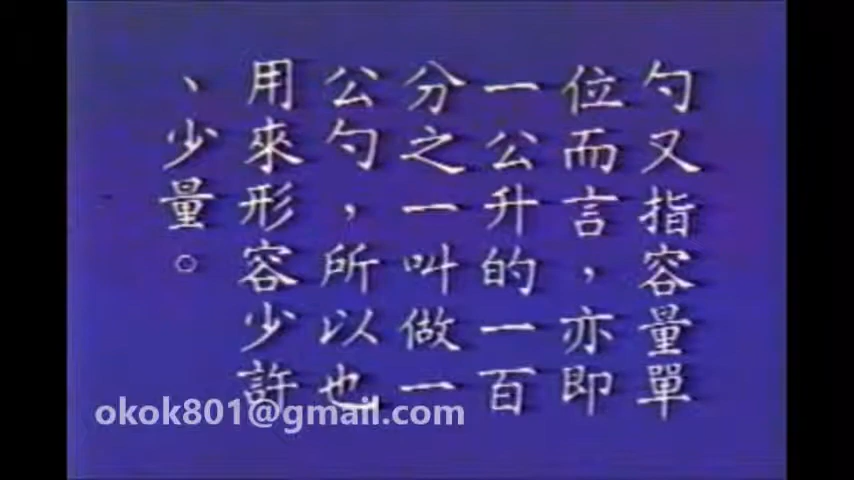 勺又指容量單
位而言，亦即
一公升的一百
分之一叫做一
公勺，所以也
用來形容少許
、少量。
okok801@gmail.com